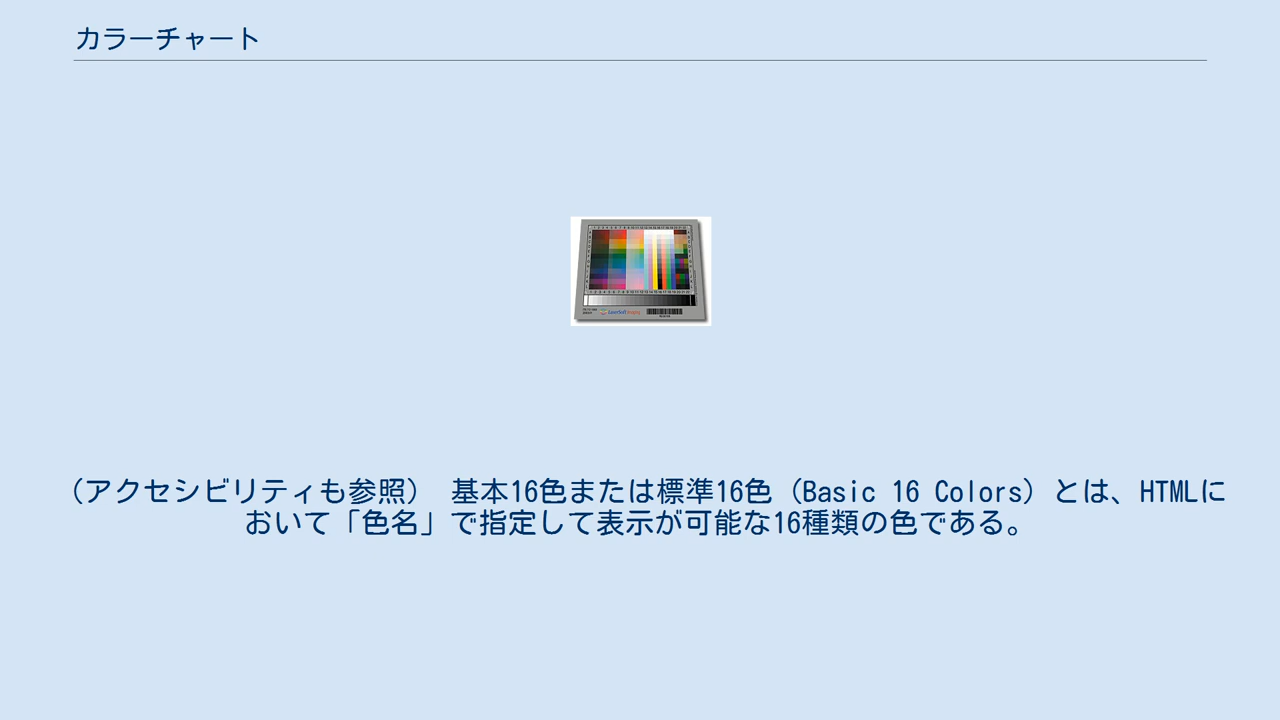 カラーチャート
LaserSoft Imaging
（アクセシビリティも参照） 基本16色または標準16色（Basic 16 Colors）とは、HTMLに
おいて「色名」で指定して表示が可能な16種類の色である。